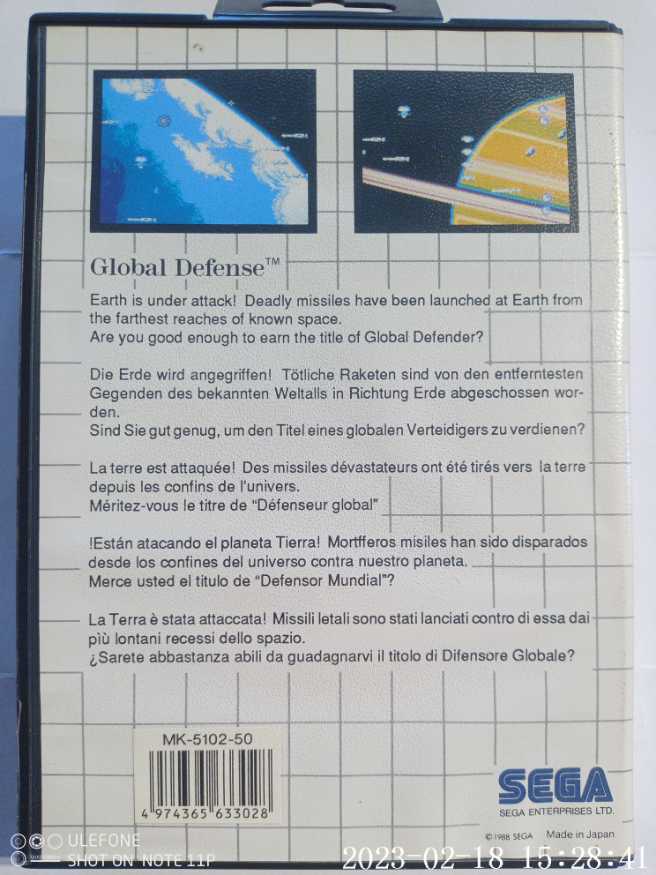 Global Defense™
Earth is under attack! Deadly missiles have been launched at Earth from
the farthest reaches of known space.
Are you good enough to earn the title of Global Defender?
Die Erde wird angegriffen! Tötliche Raketen sind von den entferntesten
Gegenden des bekannten Weltalls in Richtung Erde abgeschossen wor-
den.
Sind Sie gut genug, um den Titel eines globalen Verteidigers zu verdienen?
La terre est attaquée! Des missiles dévastateurs ont été tirés vers la terre
depuis les confins de l'univers.
Méritez-vous le titre de “Défenseur global”
!Están atacando el planeta Tierra! Mortfferos misiles han sido disparados
desde los confines del universo contra nuestro planeta.
Merce usted el titulo de “Defensor Mundial”?
La Terra è stata attaccata! Missili letali sono stati lanciati contro di essa dai
pìù lontani recessi dello spazio.
¿Sarete abbastanza abili da guadagnarvi il titolo di Difensore Globale?
MK-5102-50
4 974365 633028
SEGA
SEGA ENTERPRISES LTD.
©1988 SEGA Made in Japan
ULEFONE
SHOT ON NOTE 11P
2023-02-18 15:28:41